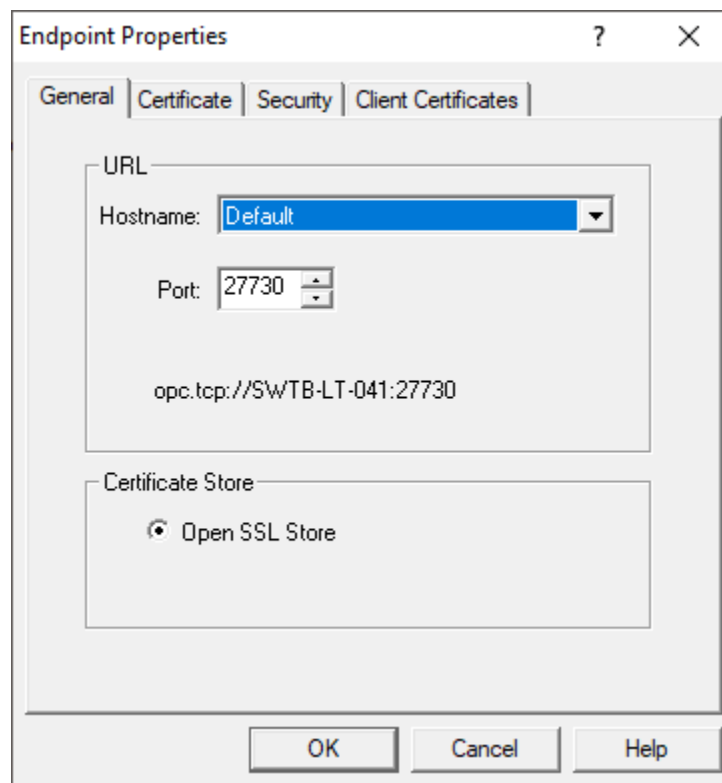 Endpoint Properties ?
General Certificate Security Client Certificates
URL
Hostname: Default
Port: 27730
opc.tcp://SWTB-LT-041:27730
Certificate Store
Open SSL Store
OK Cancel Help